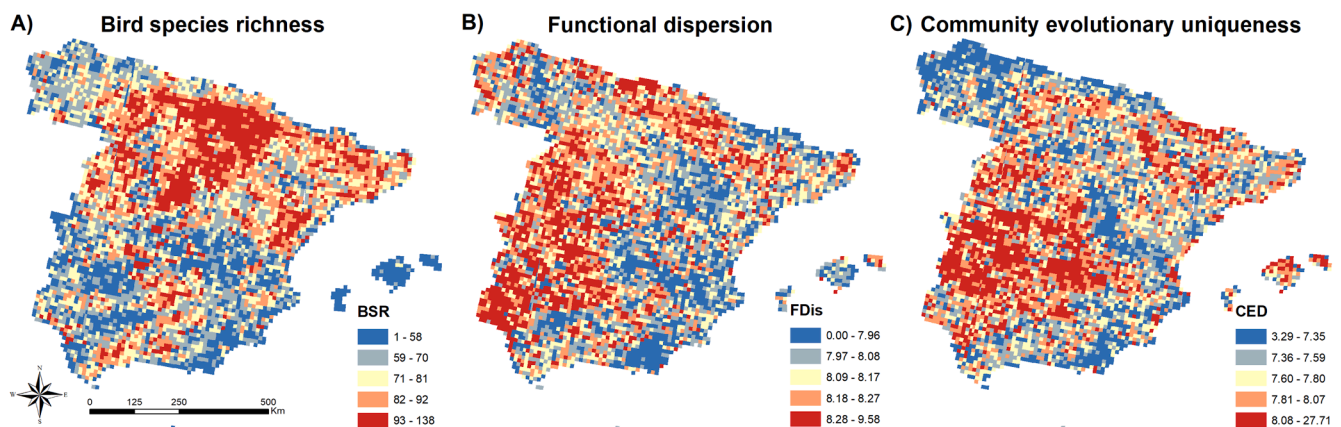 A) Bird species richness
B) Functional dispersion
C) Community evolutionary uniqueness
BSR
1 - 58
59 - 70
71 - 81
82 - 92
93 - 138
FDis
0.00 - 7.96
7.97 - 8.08
8.09 - 8.17
8.18 - 8.27
8.28 - 9.58
CED
3.29 - 7.35
7.36 - 7.59
7.60 - 7.80
7.81 - 8.07
8.08 - 27.71
N
W E
S
0 125 250 500
Km